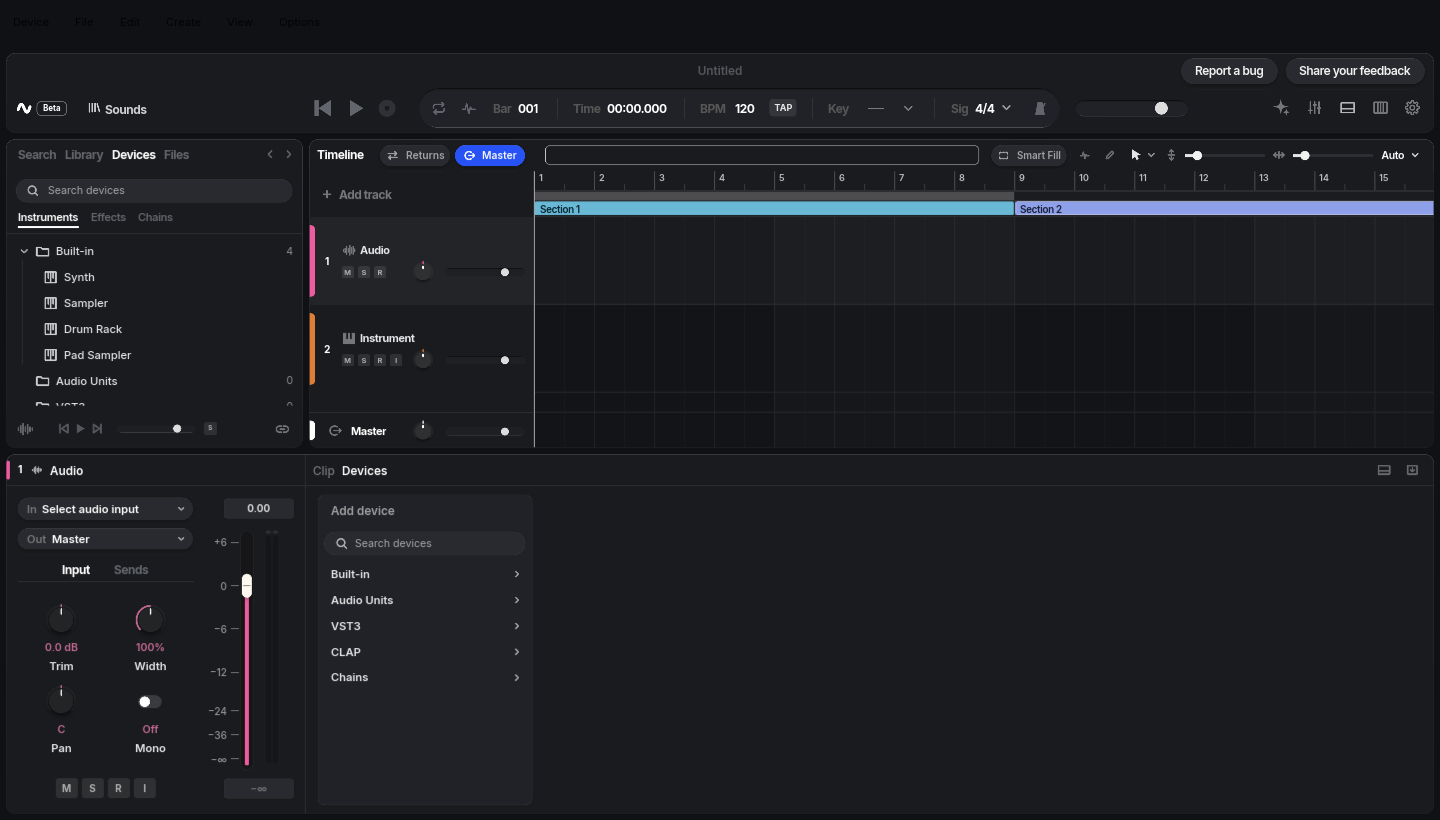 Device File Edit Create View Options
Untitled
Report a bug Share your feedback
Beta Sounds
Bar 001 Time 00:00.000 BPM 120 TAP Key — Sig 4/4
Search Library Devices Files
Timeline Returns Master Smart Fill Auto
Search devices
1 2 3 4 5 6 7 8 9 10 11 12 13 14 15
Add track
Section 1 Section 2
Instruments Effects Chains
Built-in 4
Synth
Sampler
Drum Rack
Pad Sampler
Audio Units 0
VST3 0
S
1 Audio
M S R
2 Instrument
M S R I
Master
1 Audio
Clip Devices
In Select audio input
0.00
Out Master
Input Sends
0.0 dB 100%
Trim Width
C Off
Pan Mono
M S R I
+6
0
−6
−12
−24
−36
−∞
−∞
Add device
Search devices
Built-in
Audio Units
VST3
CLAP
Chains